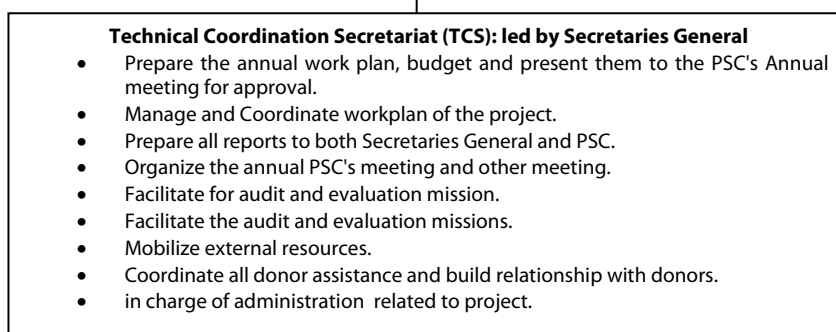 Technical Coordination Secretariat (TCS): led by Secretaries General
• Prepare the annual work plan, budget and present them to the PSC's Annual
meeting for approval.
• Manage and Coordinate workplan of the project.
• Prepare all reports to both Secretaries General and PSC.
• Organize the annual PSC's meeting and other meeting.
• Facilitate for audit and evaluation mission.
• Facilitate the audit and evaluation missions.
• Mobilize external resources.
• Coordinate all donor assistance and build relationship with donors.
• in charge of administration related to project.